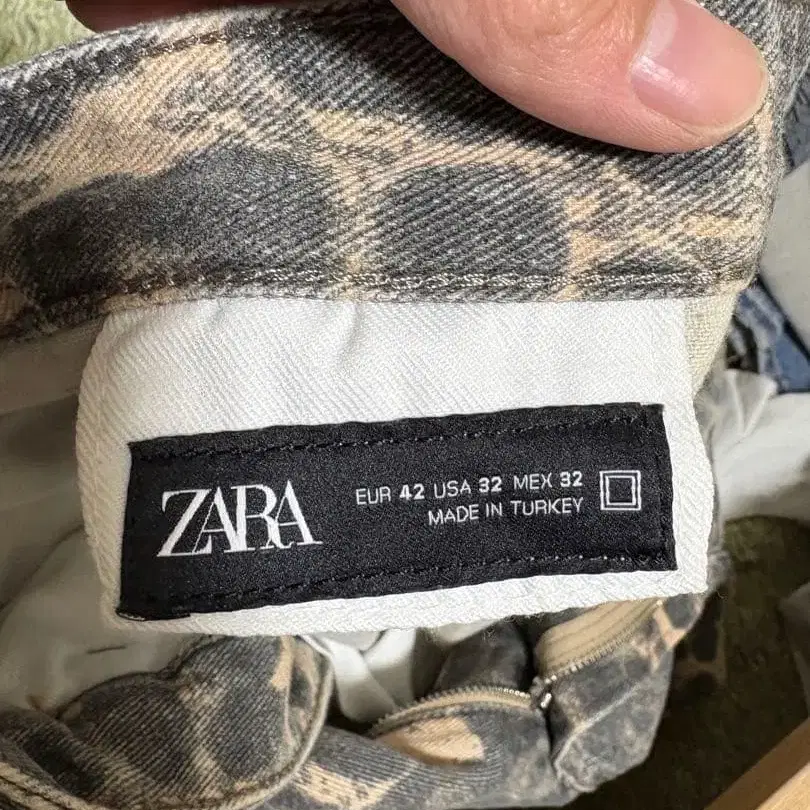 ZARA
EUR 42 USA 32 MEX 32
MADE IN TURKEY